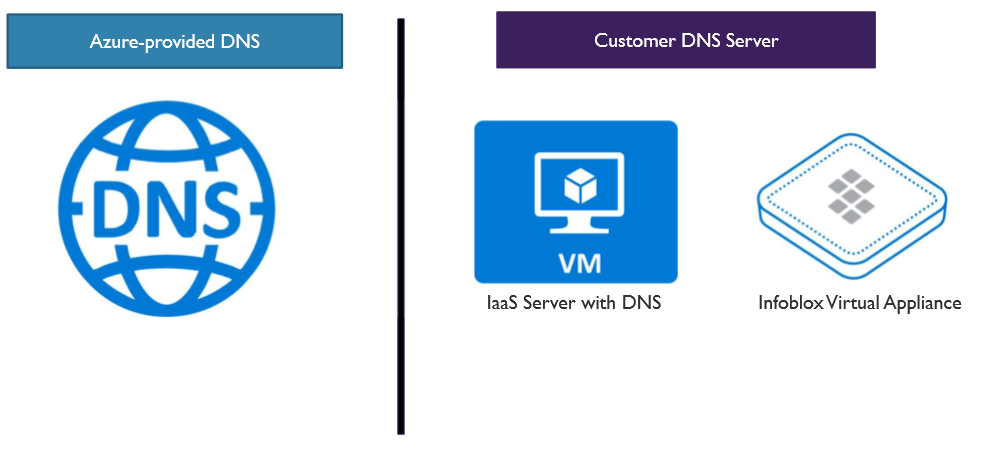 Azure-provided DNS
Customer DNS Server
DNS
VM
IaaS Server with DNS
Infoblox Virtual Appliance